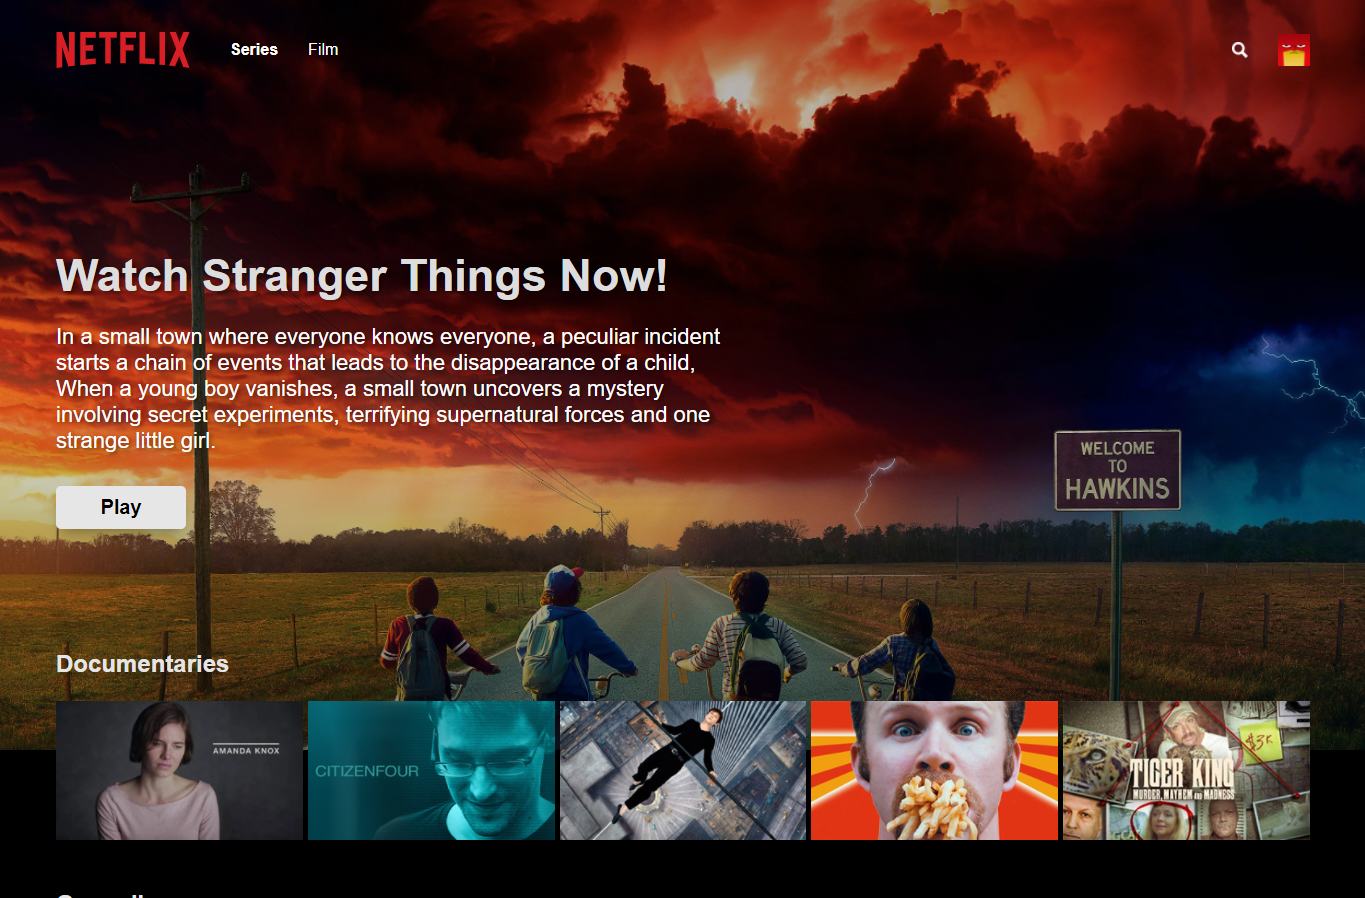 NETFLIX
Series
Film
Watch Stranger Things Now!
In a small town where everyone knows everyone, a peculiar incident
starts a chain of events that leads to the disappearance of a child,
When a young boy vanishes, a small town uncovers a mystery
involving secret experiments, terrifying supernatural forces and one
strange little girl.
Play
WELCOME
TO
HAWKINS
Documentaries
AMANDA KNOX
CITIZENFOUR
$3K
TIGER KING
MURDER, MAYHEM AND MADNESS